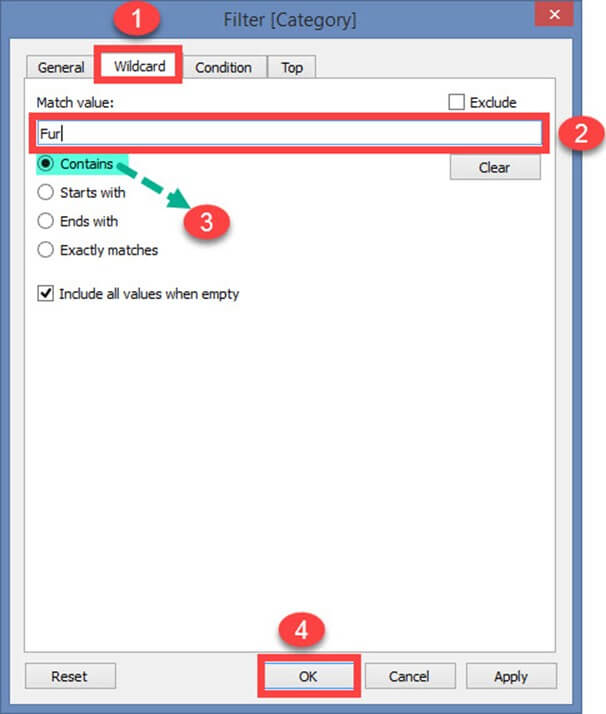 1
Filter [Category]
General Wildcard Condition Top
Match value: Exclude
Fur 2
Contains Clear
Starts with
3
Ends with
Exactly matches
Include all values when empty
4
Reset OK Cancel Apply